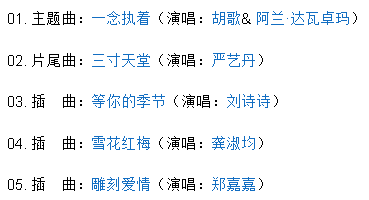 01. 主题曲：一念执着（演唱：胡歌& 阿兰·达瓦卓玛）
02. 片尾曲：三寸天堂（演唱：严艺丹）
03. 插　曲：等你的季节（演唱：刘诗诗）
04. 插　曲：雪花红梅（演唱：龚淑均）
05. 插　曲：雕刻爱情（演唱：郑嘉嘉）